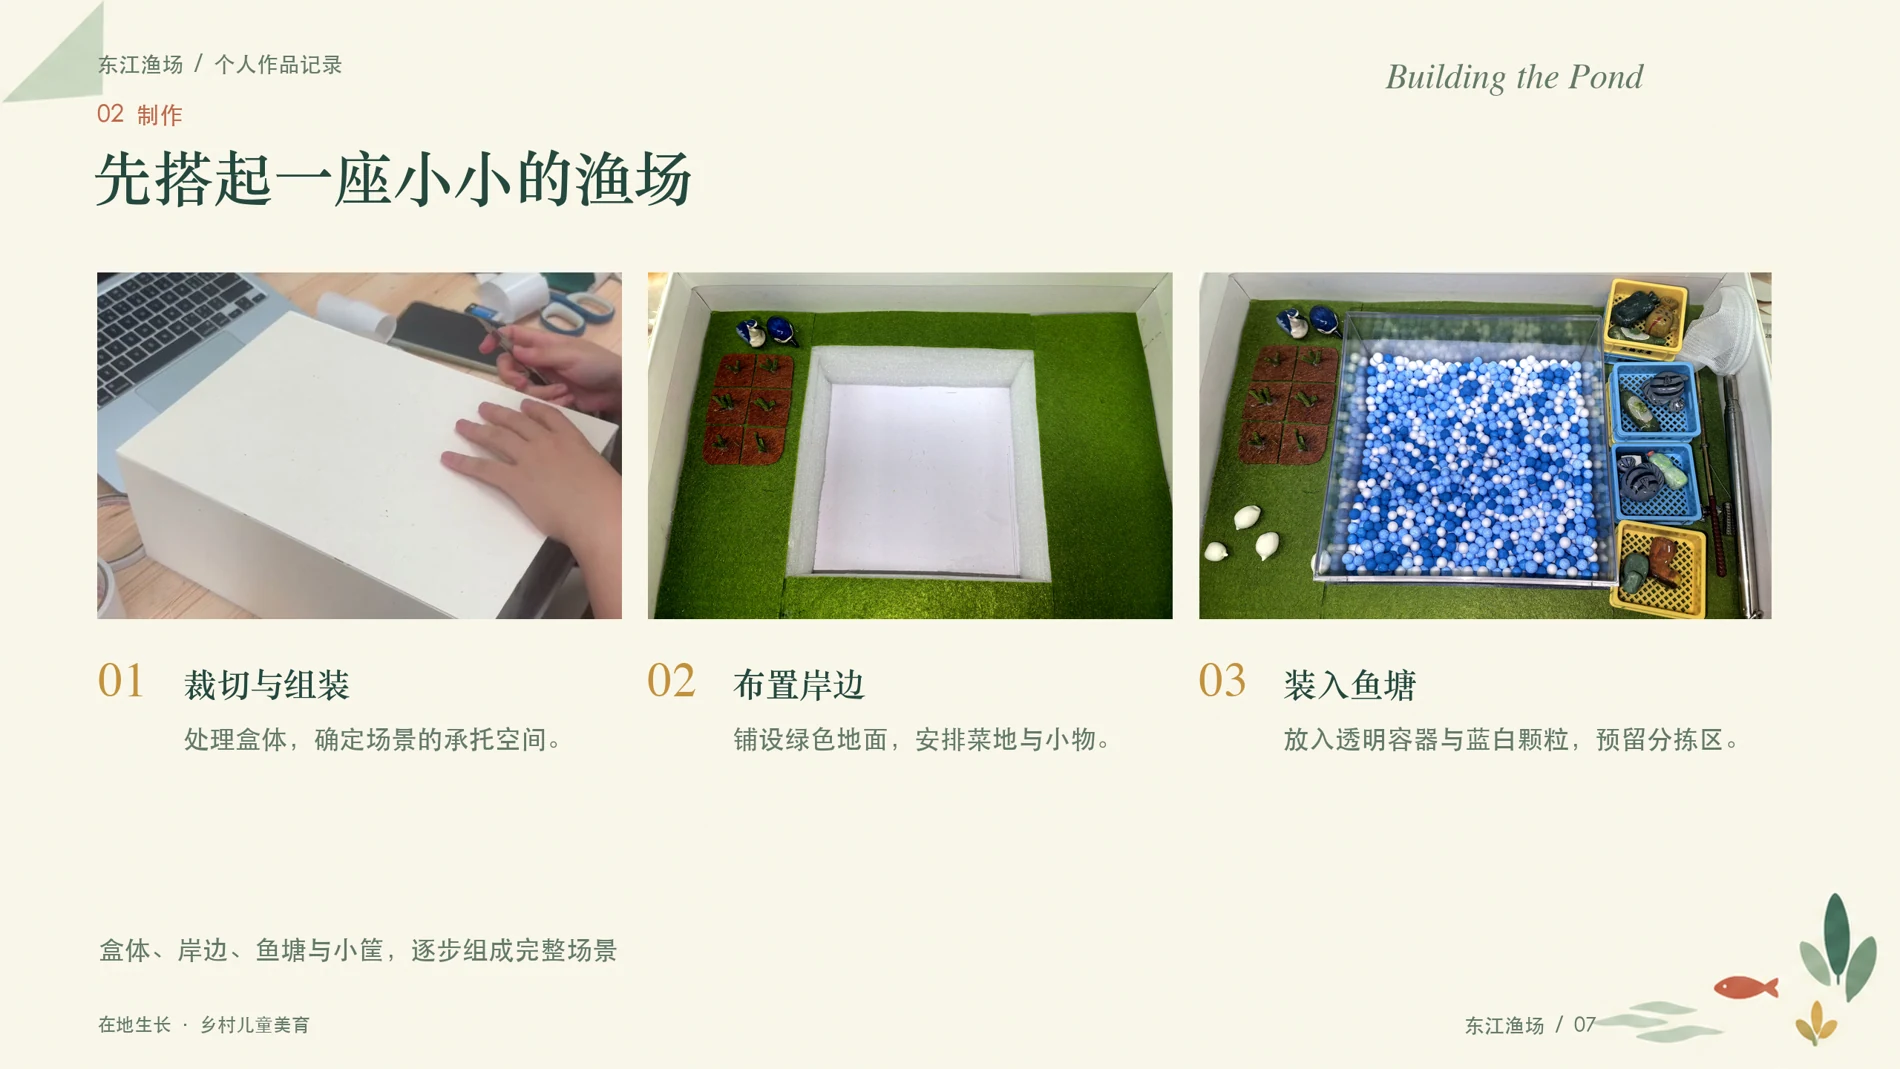 东江渔场 / 个人作品记录
Building the Pond
02 制作
先搭起一座小小的渔场
01 裁切与组装
处理盒体，确定场景的承托空间。
02 布置岸边
铺设绿色地面，安排菜地与小物。
03 装入鱼塘
放入透明容器与蓝白颗粒，预留分拣区。
盒体、岸边、鱼塘与小筐，逐步组成完整场景
在地生长 · 乡村儿童美育
东江渔场 / 07